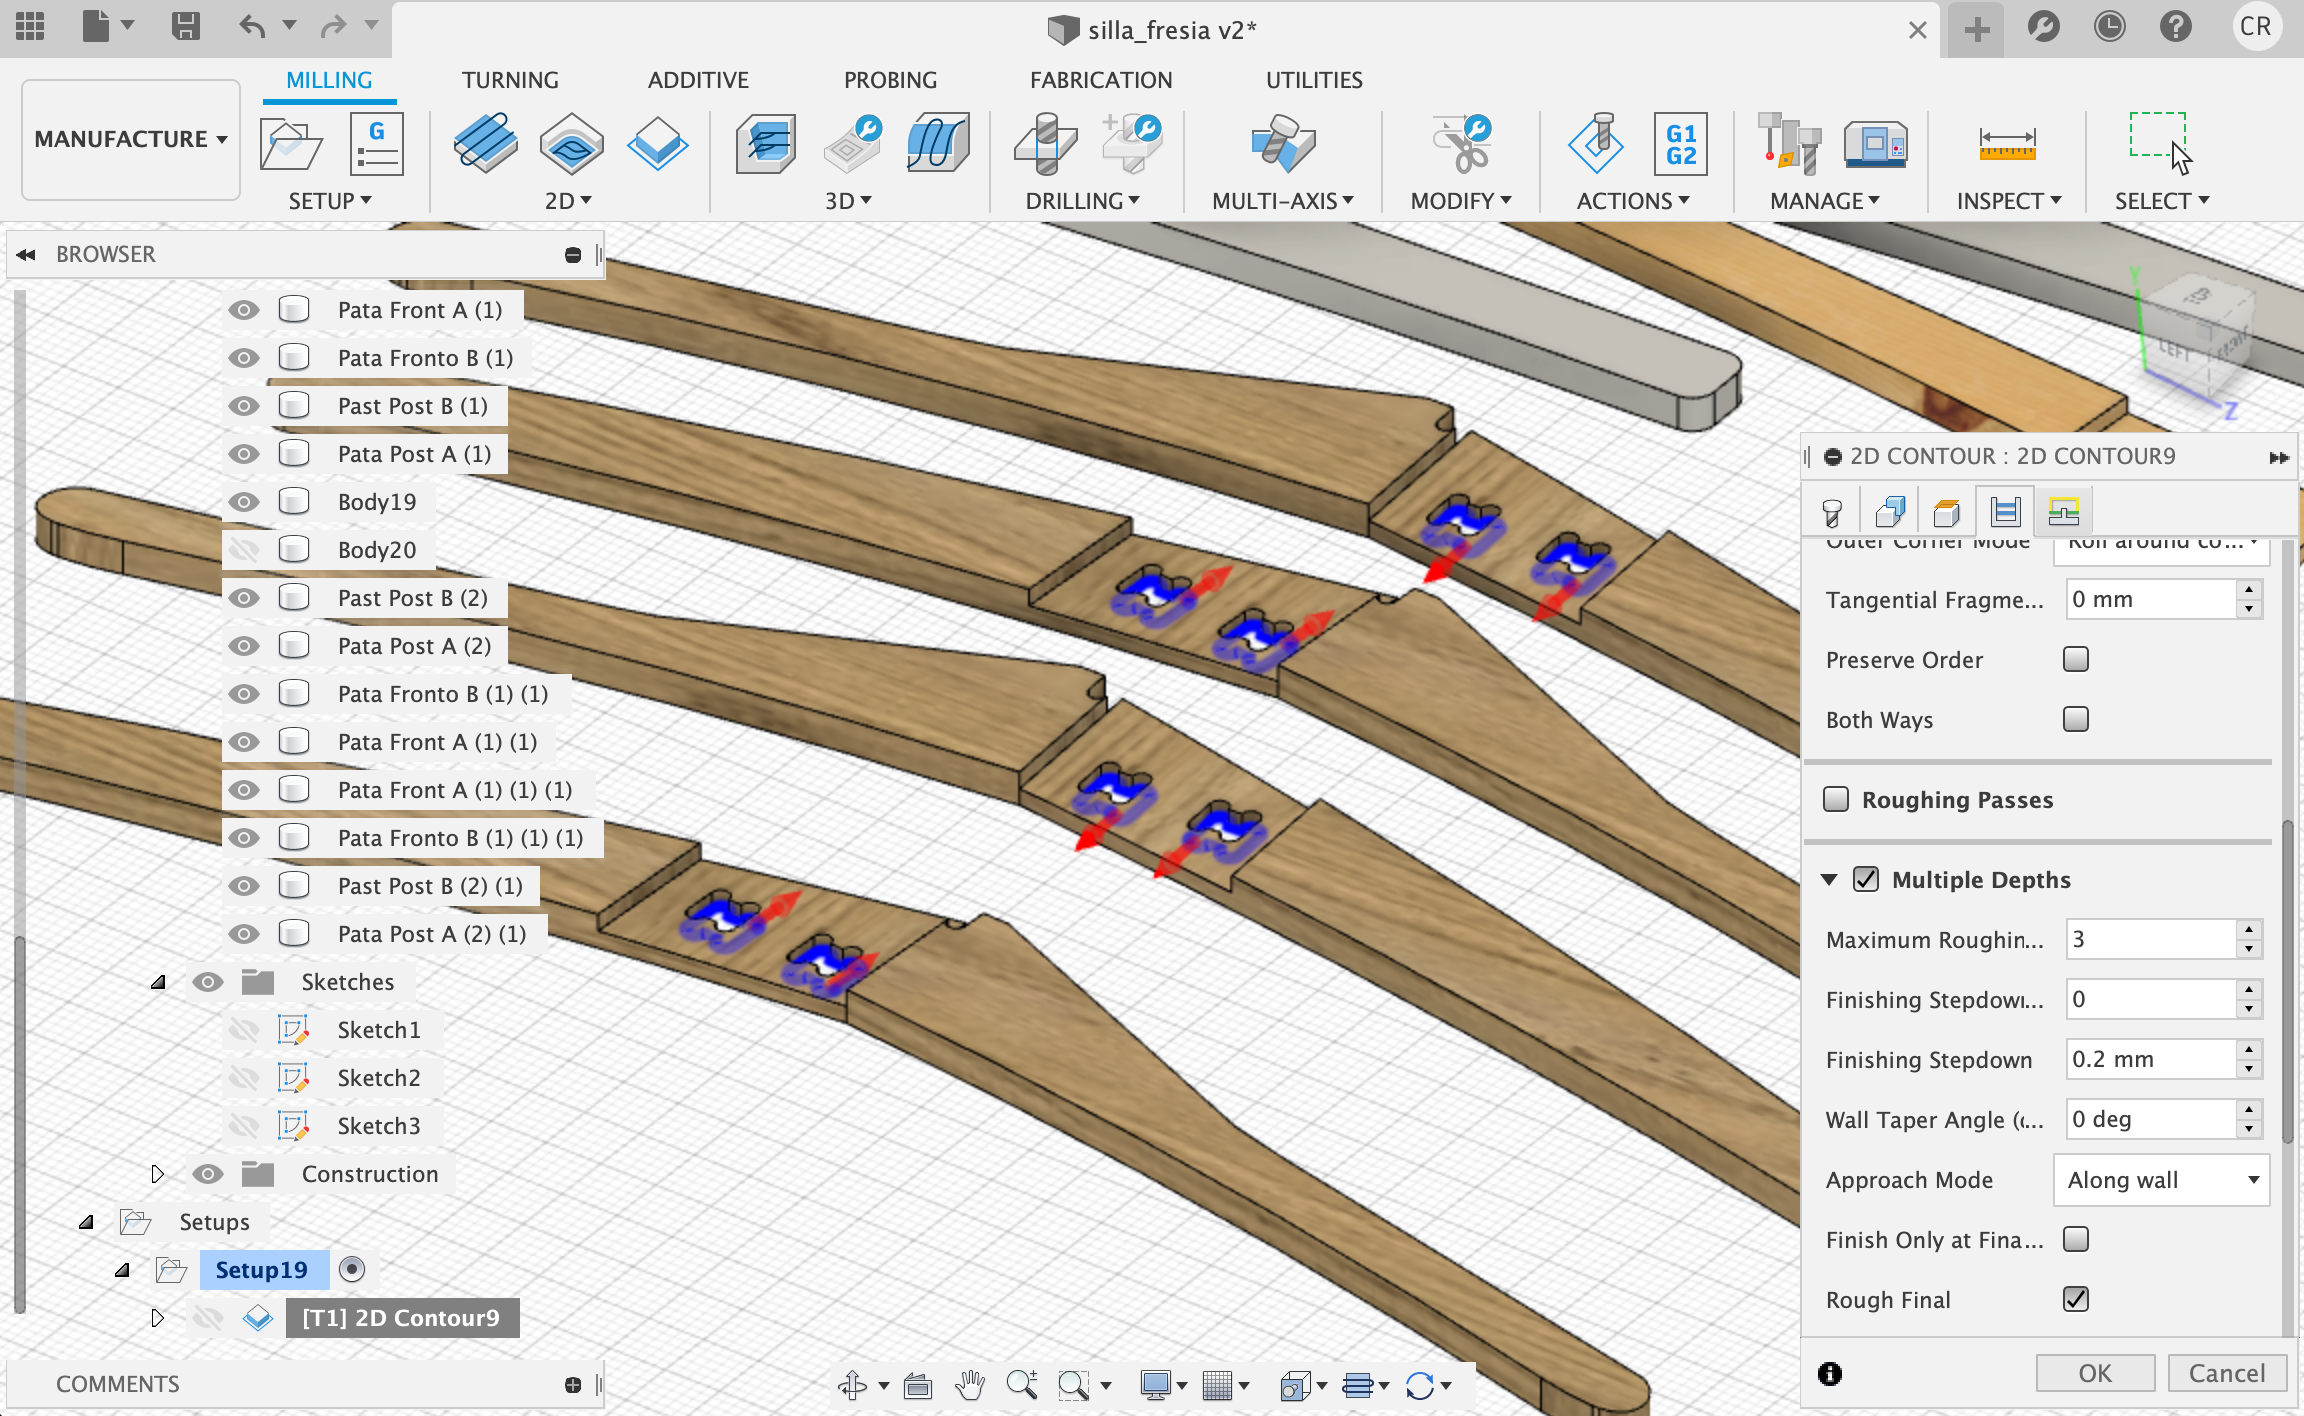 silla_fresia v2*
CR
MANUFACTURE
MILLING
TURNING
ADDITIVE
PROBING
FABRICATION
UTILITIES
G
G1
G2
SETUP
2D
3D
DRILLING
MULTI-AXIS
MODIFY
ACTIONS
MANAGE
INSPECT
SELECT
BROWSER
Pata Front A (1)
Pata Fronto B (1)
Past Post B (1)
Pata Post A (1)
Body19
Body20
Past Post B (2)
Pata Post A (2)
Pata Fronto B (1) (1)
Pata Front A (1) (1)
Pata Front A (1) (1) (1)
Pata Fronto B (1) (1) (1)
Past Post B (2) (1)
Pata Post A (2) (1)
Sketches
Sketch1
Sketch2
Sketch3
Construction
Setups
Setup19
[T1] 2D Contour9
COMMENTS
Y
LEFT
Z
2D CONTOUR : 2D CONTOUR9
Outer Corner Mode
Roll around co...
Tangential Fragme...
0 mm
Preserve Order
Both Ways
Roughing Passes
Multiple Depths
Maximum Roughin...
3
Finishing Stepdow...
0
Finishing Stepdown
0.2 mm
Wall Taper Angle (...
0 deg
Approach Mode
Along wall
Finish Only at Fina...
Rough Final
OK
Cancel